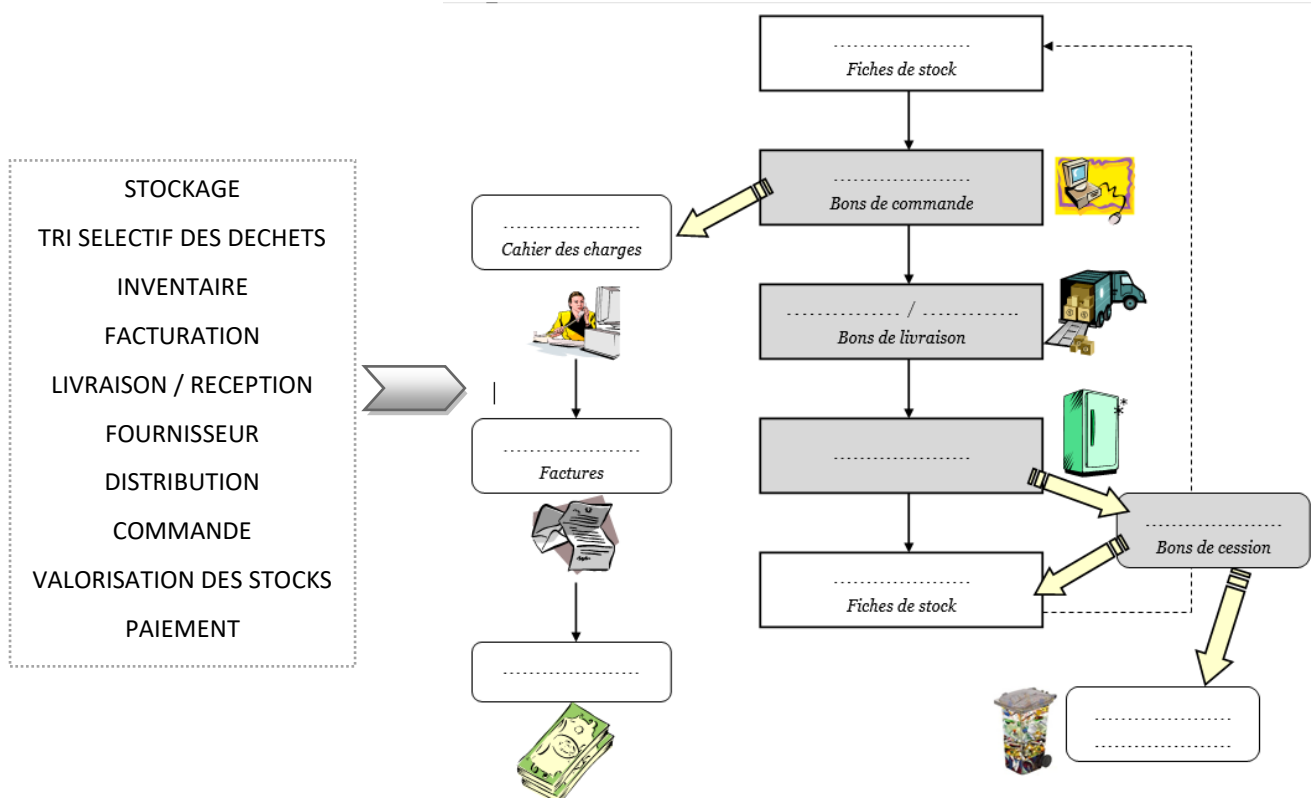 STOCKAGE
TRI SELECTIF DES DECHETS
INVENTAIRE
FACTURATION
LIVRAISON / RECEPTION
FOURNISSEUR
DISTRIBUTION
COMMANDE
VALORISATION DES STOCKS
PAIEMENT
.....................
Fiches de stock
.....................
Bons de commande
.....................
Cahier des charges
................. / ..............
Bons de livraison
.....................
Factures
.....................
.....................
Bons de cession
.....................
Fiches de stock
.....................
.....................
.....................